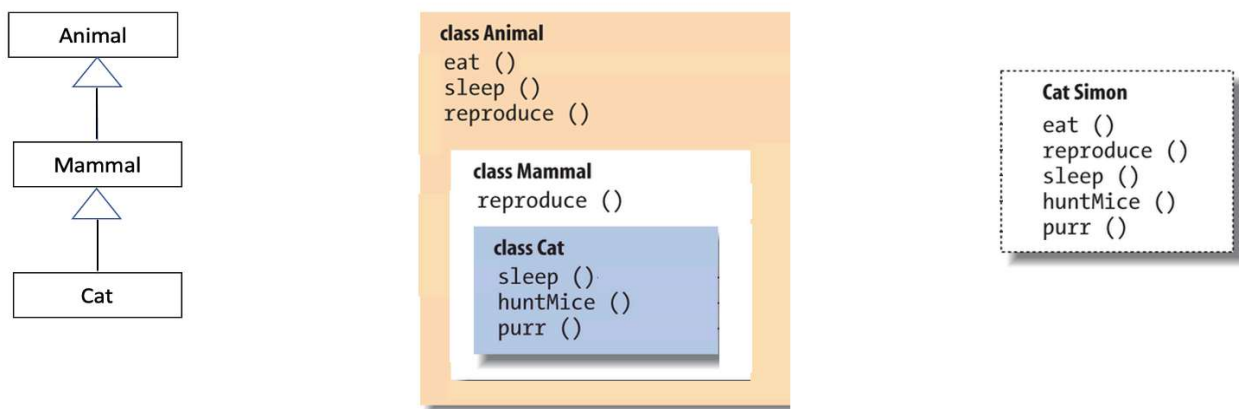 Animal
Mammal
Cat
class Animal
eat ()
sleep ()
reproduce ()
class Mammal
reproduce ()
class Cat
sleep ()
huntMice ()
purr ()
Cat Simon
eat ()
reproduce ()
sleep ()
huntMice ()
purr ()